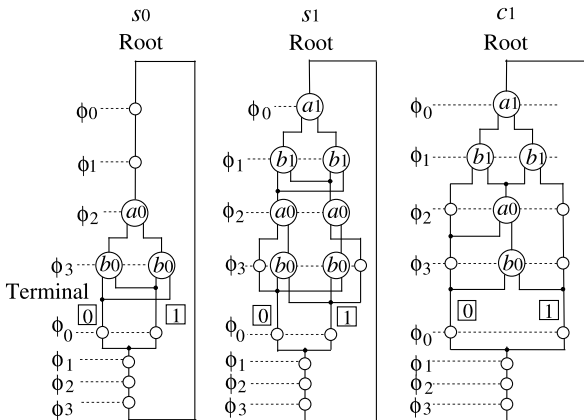 s0 s1 c1
Root Root Root
ϕ0 ϕ0 a1 ϕ0 a1
ϕ1 ϕ1 b1 b1 ϕ1 b1 b1
ϕ2 a0 ϕ2 a0 a0 ϕ2 a0
ϕ3 b0 b0 ϕ3 b0 b0 ϕ3 b0
Terminal 0 1 0 1 0 1
ϕ0 ϕ0 ϕ0
ϕ1 ϕ1 ϕ1
ϕ2 ϕ2 ϕ2
ϕ3 ϕ3 ϕ3